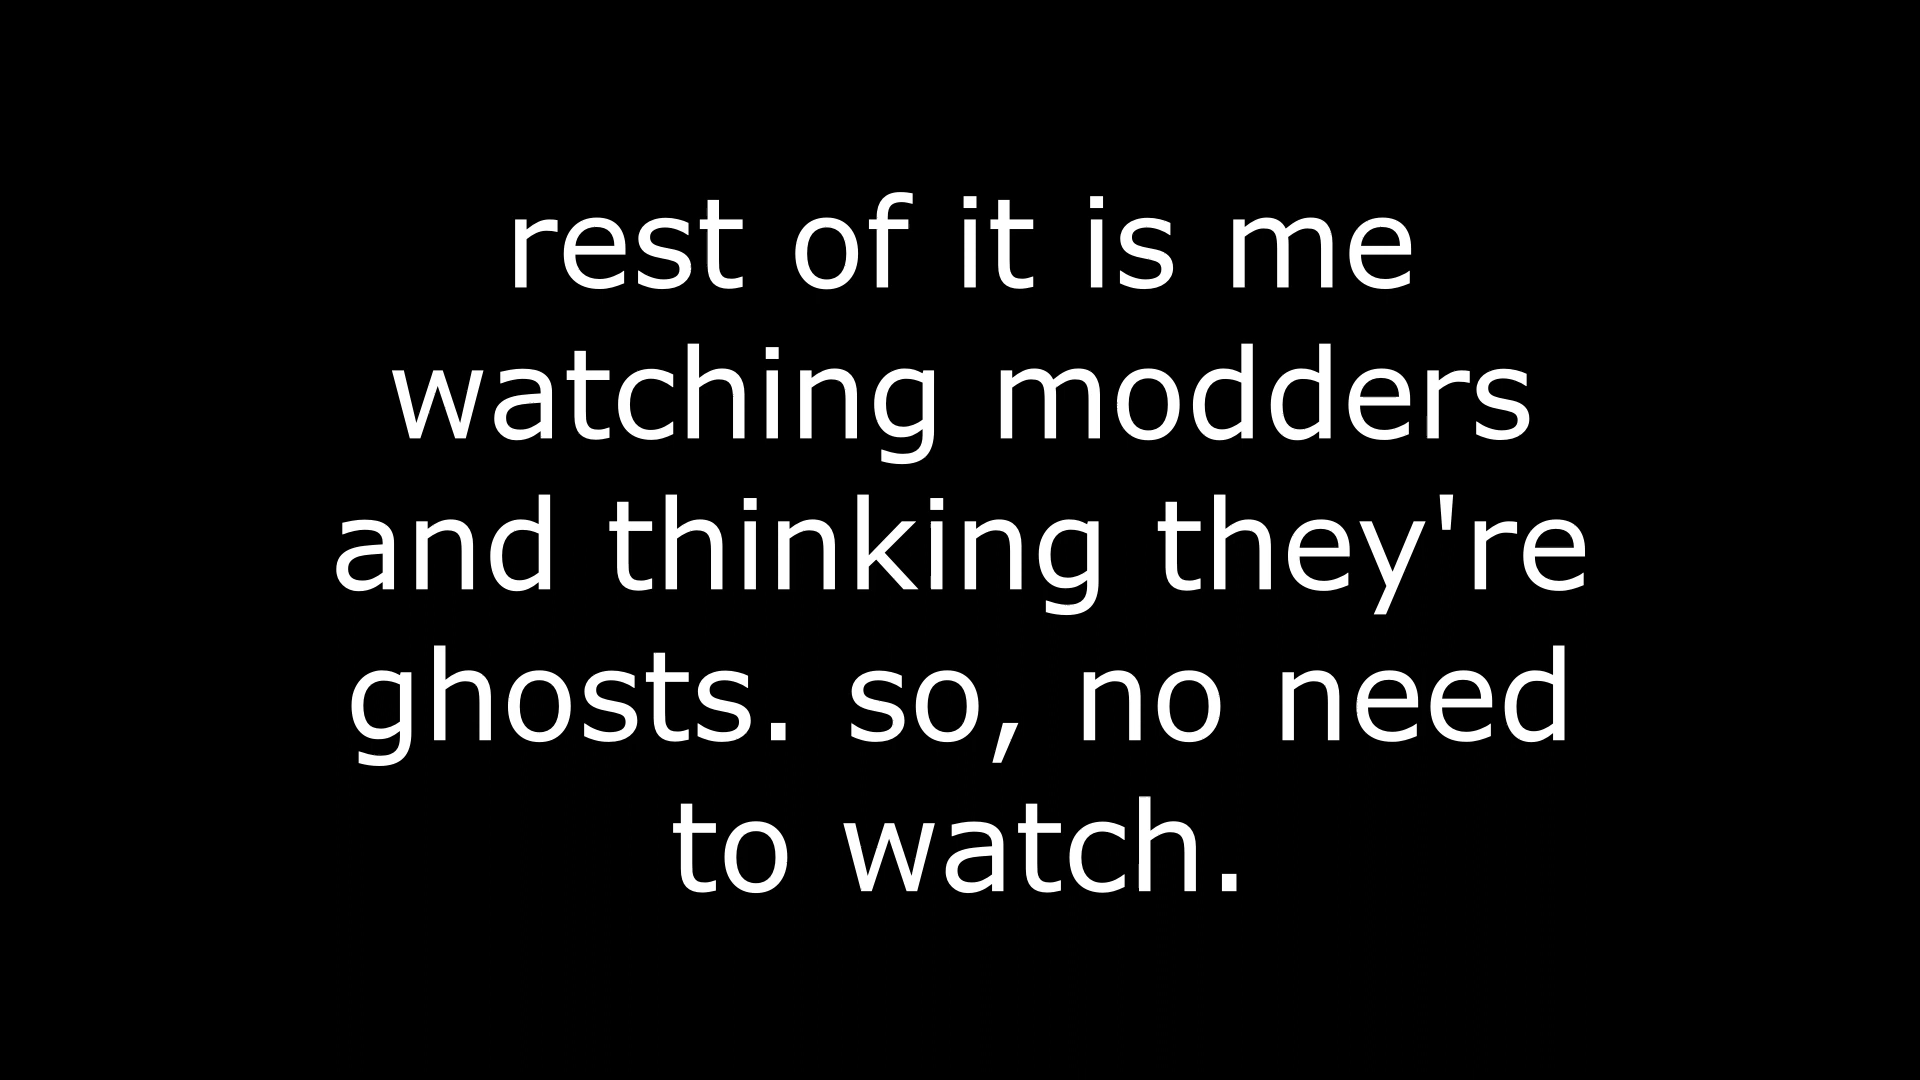 rest of it is me
watching modders
and thinking they're
ghosts. so, no need
to watch.